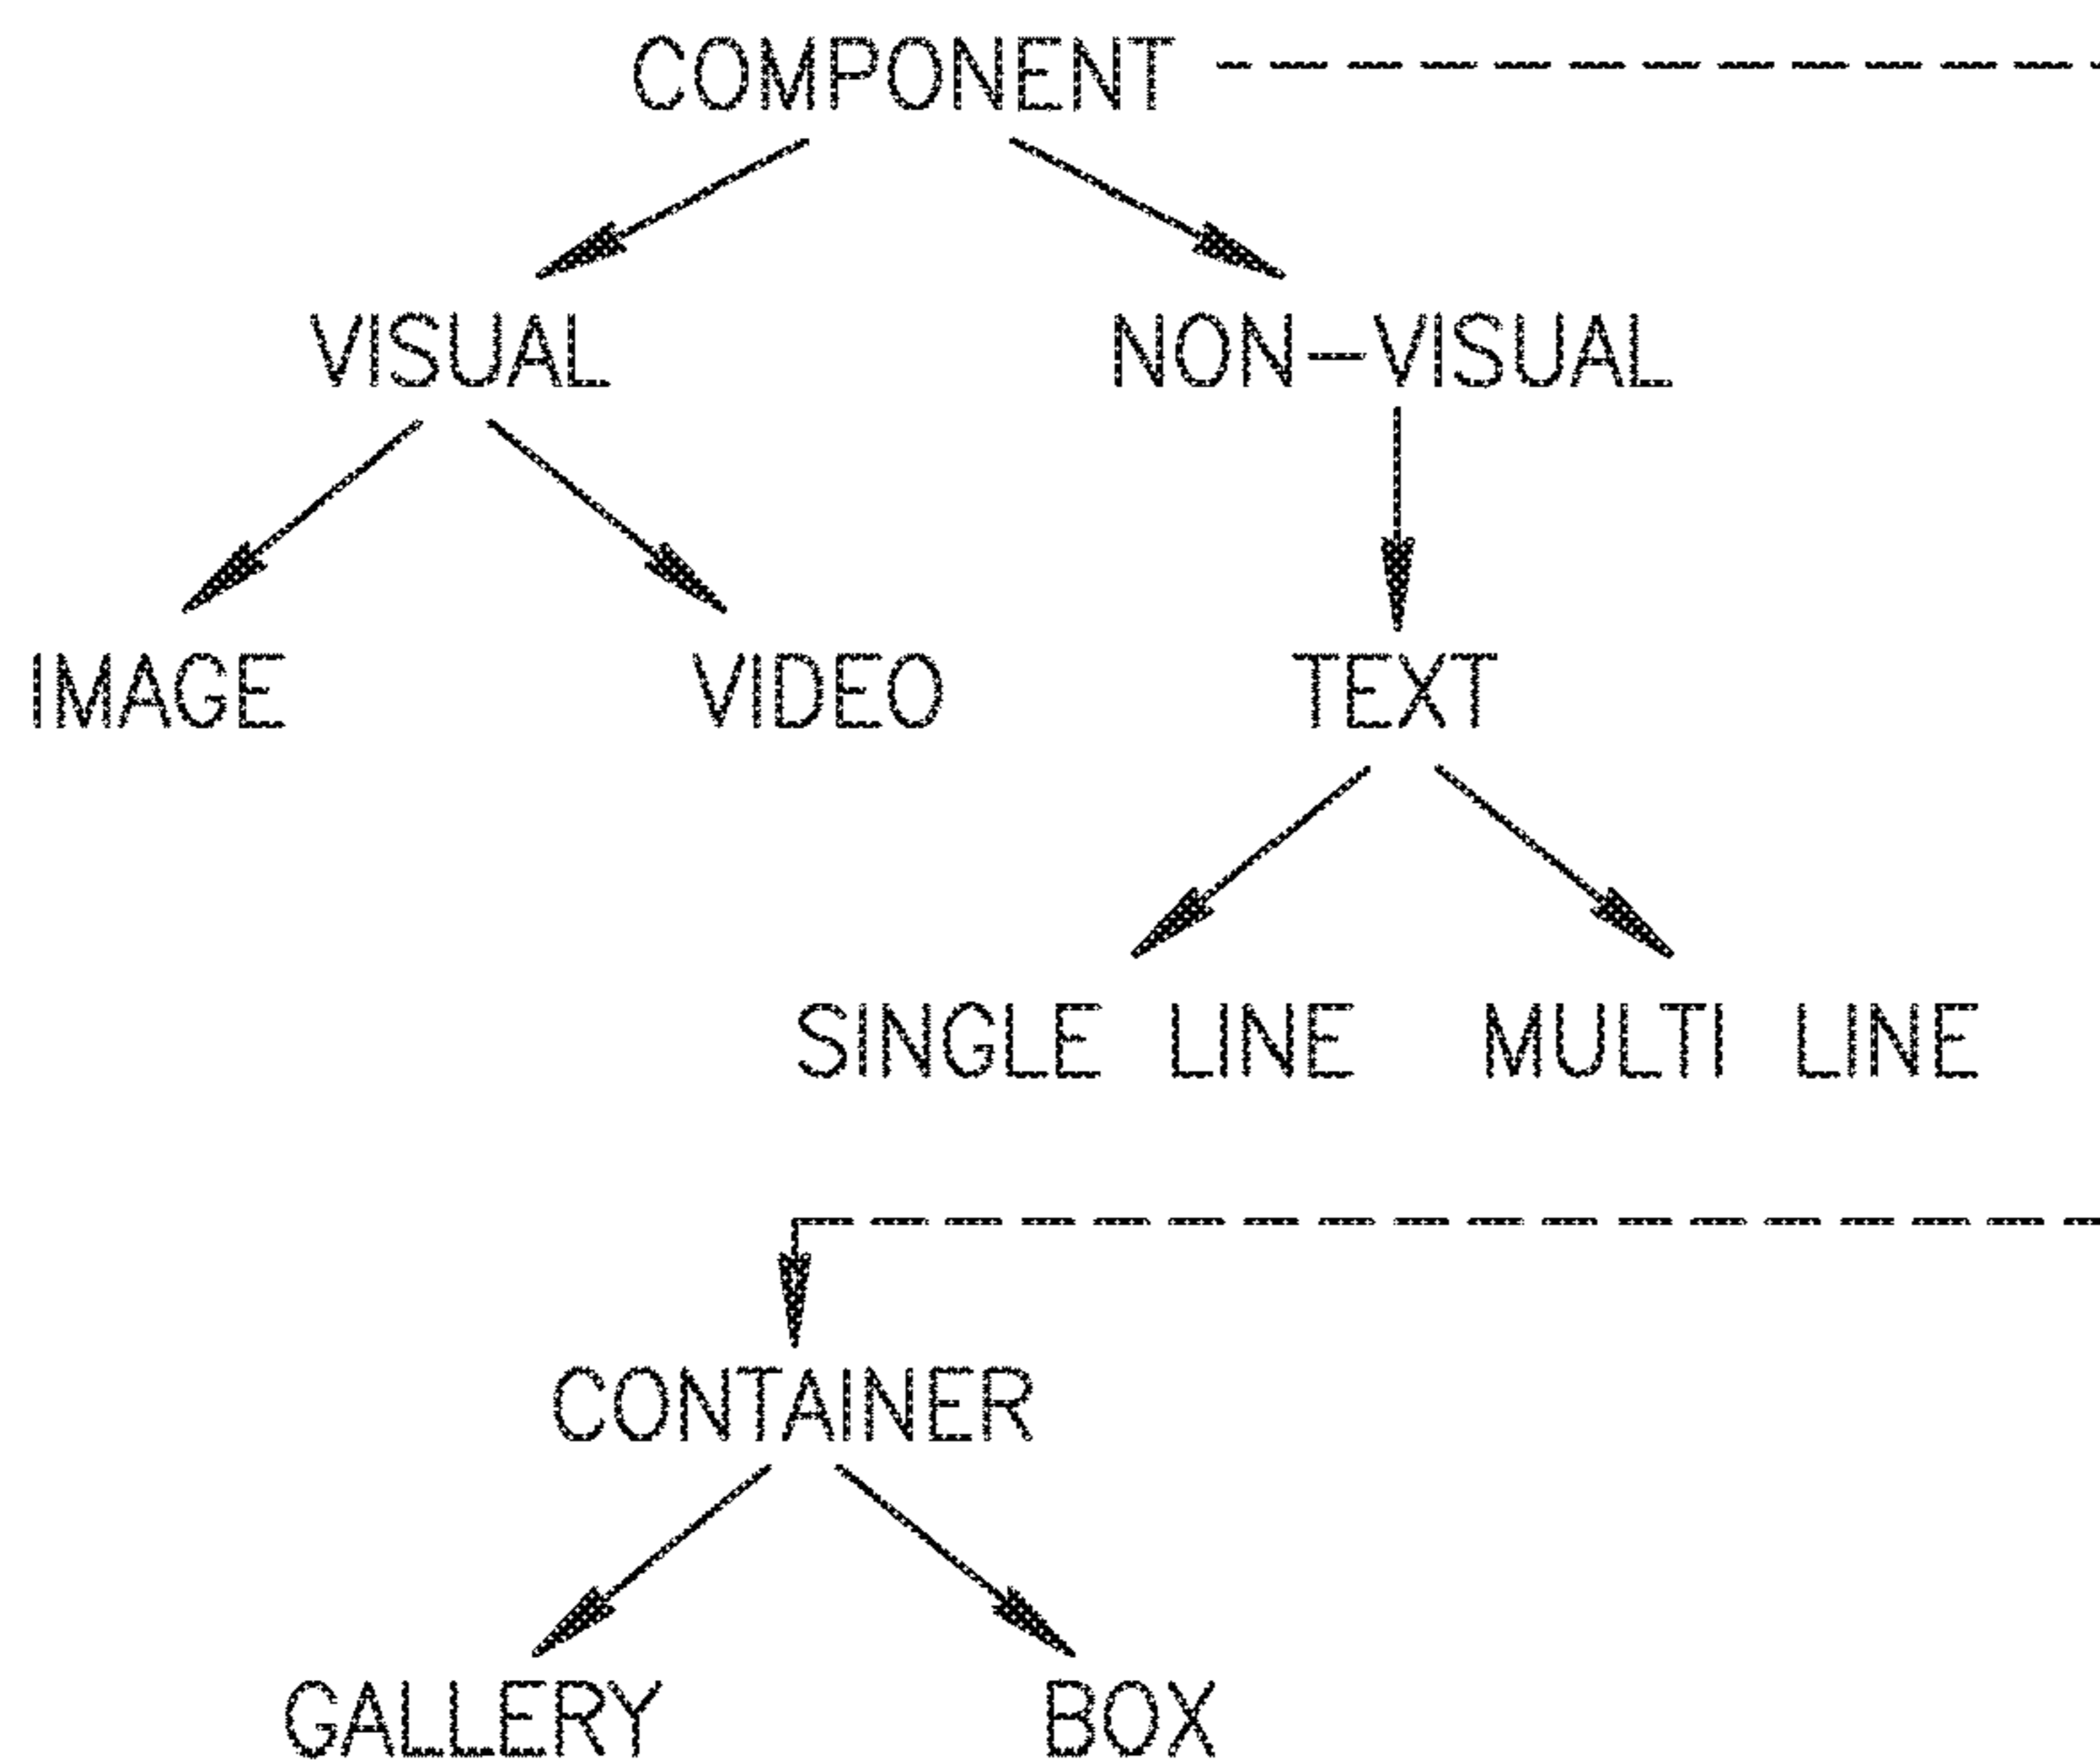 COMPONENT
VISUAL NON-VISUAL
IMAGE VIDEO TEXT
SINGLE LINE MULTI LINE
CONTAINER
GALLERY BOX